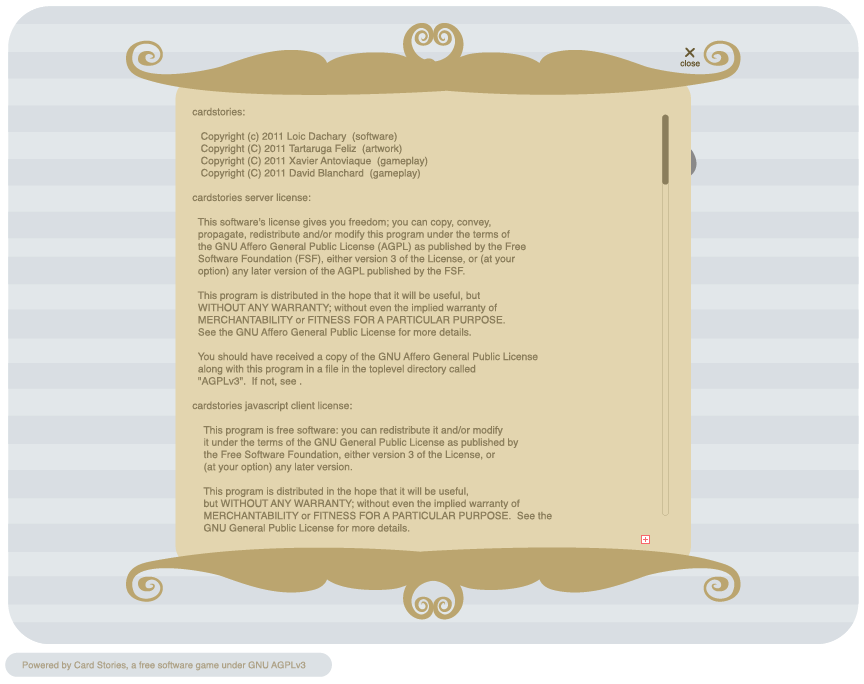 close
cardstories:
Copyright (c) 2011 Loic Dachary (software)
Copyright (C) 2011 Tartaruga Feliz (artwork)
Copyright (C) 2011 Xavier Antoviaque (gameplay)
Copyright (C) 2011 David Blanchard (gameplay)
cardstories server license:
This software's license gives you freedom; you can copy, convey,
propagate, redistribute and/or modify this program under the terms of
the GNU Affero General Public License (AGPL) as published by the Free
Software Foundation (FSF), either version 3 of the License, or (at your
option) any later version of the AGPL published by the FSF.
This program is distributed in the hope that it will be useful, but
WITHOUT ANY WARRANTY; without even the implied warranty of
MERCHANTABILITY or FITNESS FOR A PARTICULAR PURPOSE.
See the GNU Affero General Public License for more details.
You should have received a copy of the GNU Affero General Public License
along with this program in a file in the toplevel directory called
"AGPLv3". If not, see .
cardstories javascript client license:
This program is free software: you can redistribute it and/or modify
it under the terms of the GNU General Public License as published by
the Free Software Foundation, either version 3 of the License, or
(at your option) any later version.
This program is distributed in the hope that it will be useful,
but WITHOUT ANY WARRANTY; without even the implied warranty of
MERCHANTABILITY or FITNESS FOR A PARTICULAR PURPOSE. See the
GNU General Public License for more details.
Powered by Card Stories, a free software game under GNU AGPLv3